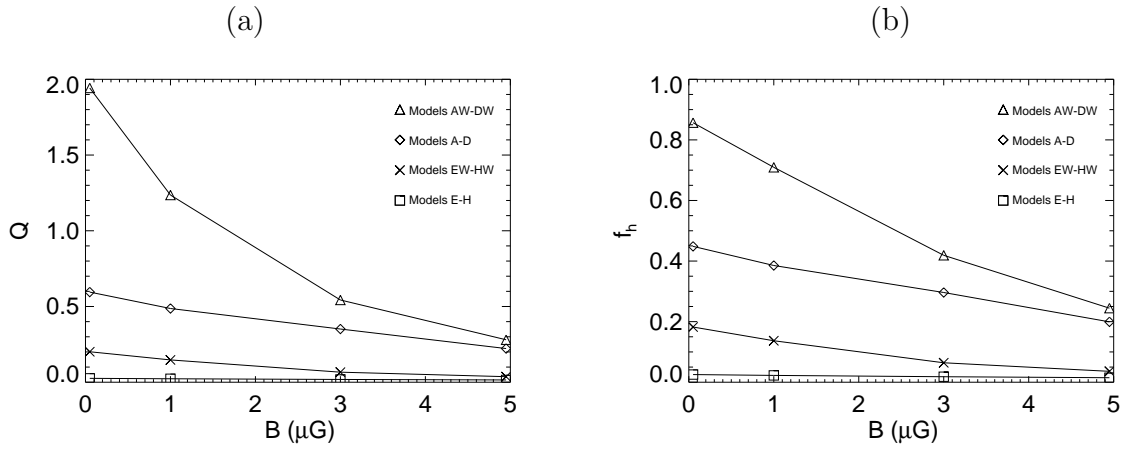 (a)
(b)
2.0
1.5
1.0
0.5
0.0
Q
0 1 2 3 4 5
B (μG)
Models AW-DW
Models A-D
Models EW-HW
Models E-H
1.0
0.8
0.6
0.4
0.2
0.0
f_h
0 1 2 3 4 5
B (μG)
Models AW-DW
Models A-D
Models EW-HW
Models E-H